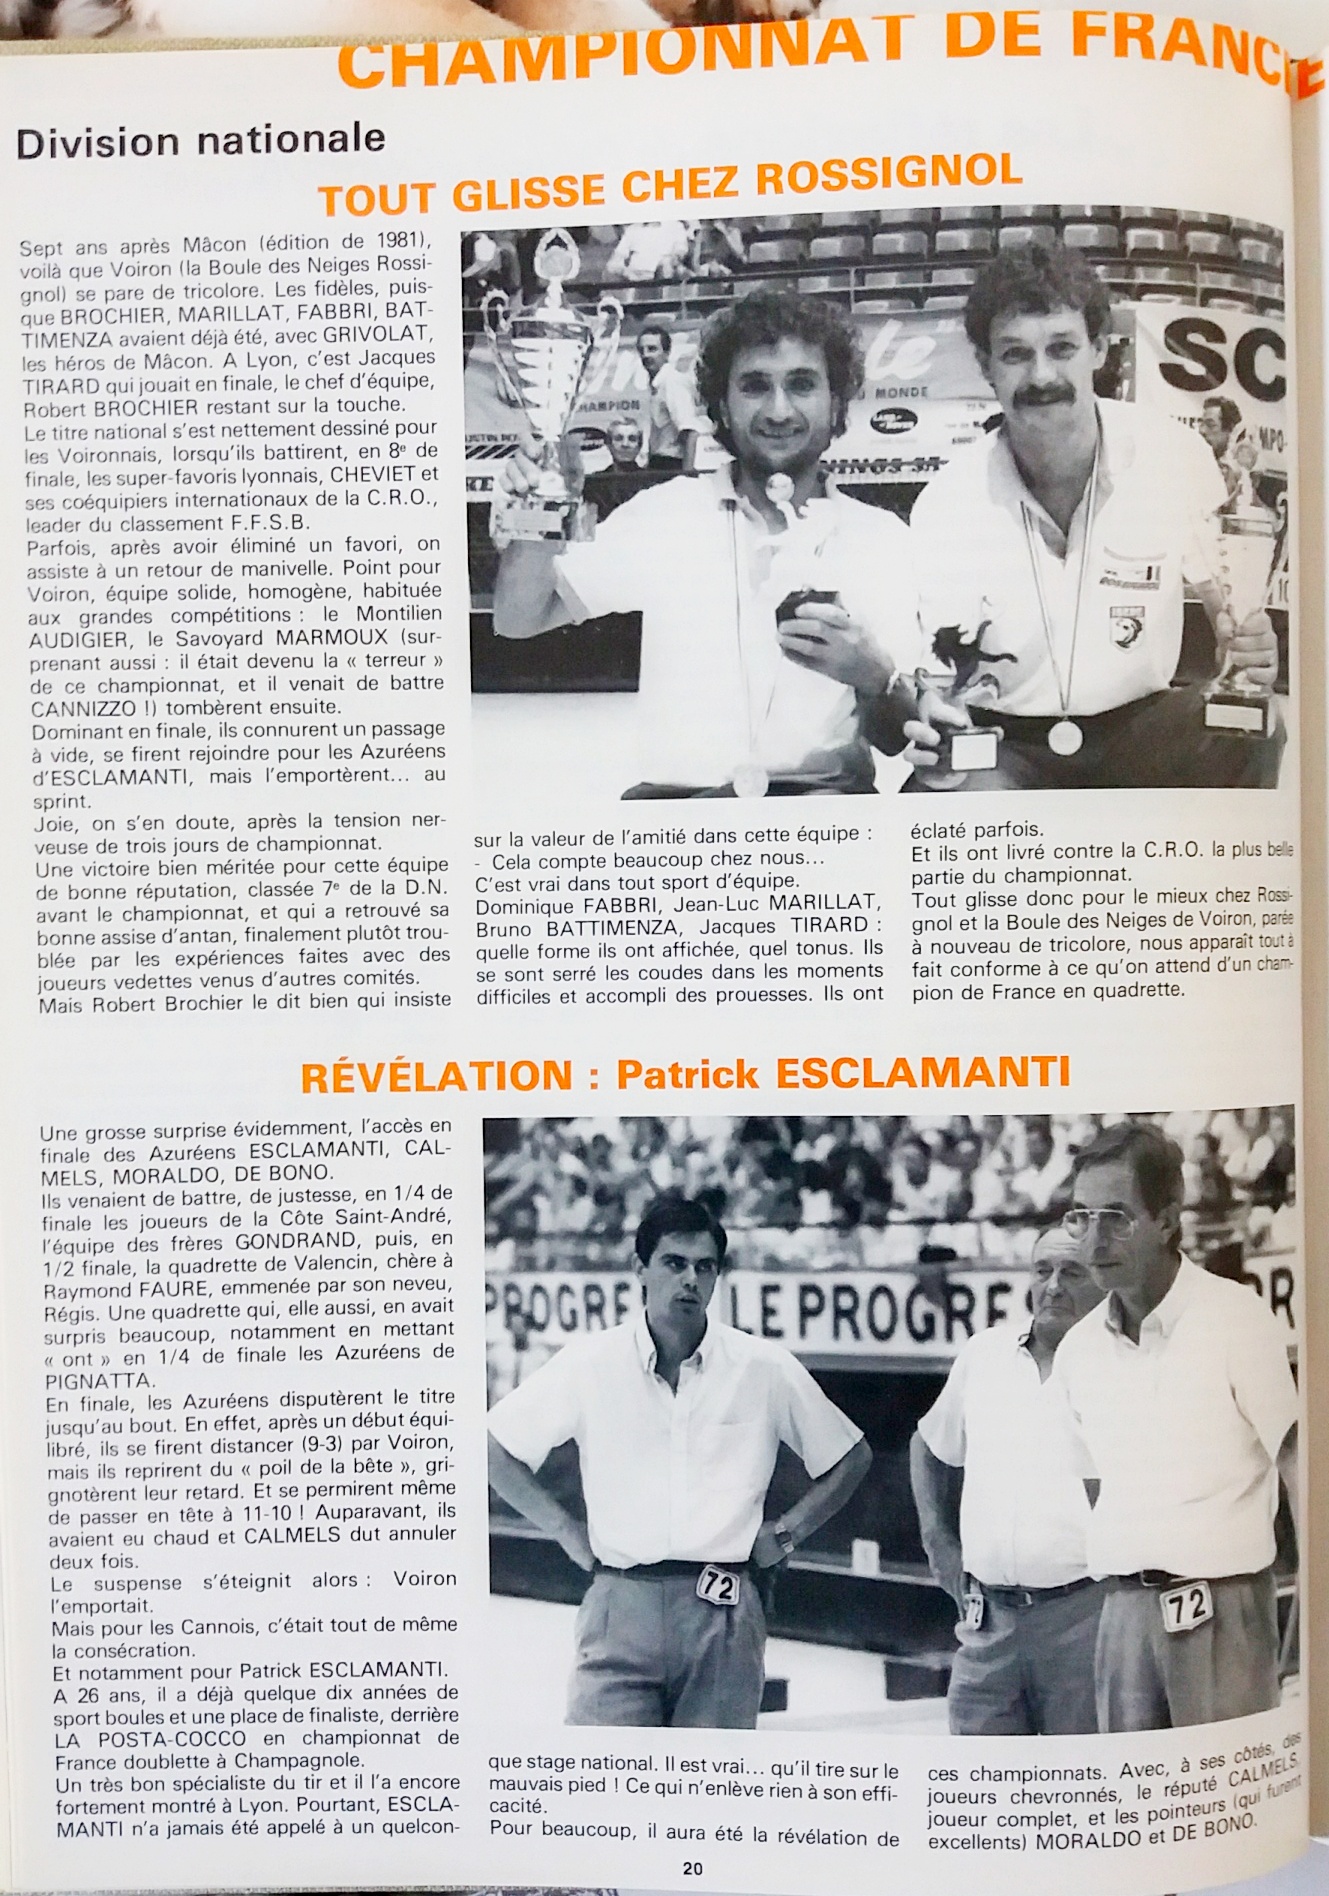 CHAMPIONNAT DE FRANCE
Division nationale
TOUT GLISSE CHEZ ROSSIGNOL
Sept ans après Mâcon (édition de 1981),
voilà que Voiron (la Boule des Neiges Rossi-
gnol) se pare de tricolore. Les fidèles, puis-
que BROCHIER, MARILLAT, FABBRI, BAT-
TIMENZA avaient déjà été, avec GRIVOLAT,
les héros de Mâcon. A Lyon, c'est Jacques
TIRARD qui jouait en finale, le chef d'équipe,
Robert BROCHIER restant sur la touche.
Le titre national s'est nettement dessiné pour
les Voironnais, lorsqu'ils battirent, en 8e de
finale, les super-favoris lyonnais, CHEVIET et
ses coéquipiers internationaux de la C.R.O.,
leader du classement F.F.S.B.
Parfois, après avoir éliminé un favori, on
assiste à un retour de manivelle. Point pour
Voiron, équipe solide, homogène, habituée
aux grandes compétitions : le Montilien
AUDIGIER, le Savoyard MARMOUX (sur-
prenant aussi : il était devenu la « terreur »
de ce championnat, et il venait de battre
CANNIZZO !) tombèrent ensuite.
Dominant en finale, ils connurent un passage
à vide, se firent rejoindre pour les Azuréens
d'ESCLAMANTI, mais l'emportèrent... au
sprint.
Joie, on s'en doute, après la tension ner-
veuse de trois jours de championnat.
Une victoire bien méritée pour cette équipe
de bonne réputation, classée 7e de la D.N.
avant le championnat, et qui a retrouvé sa
bonne assise d'antan, finalement plutôt trou-
blée par les expériences faites avec des
joueurs vedettes venus d'autres comités.
Mais Robert Brochier le dit bien qui insiste
CHAMPION
DU MONDE
SC
ROSSIGNOL
sur la valeur de l'amitié dans cette équipe :
- Cela compte beaucoup chez nous...
C'est vrai dans tout sport d'équipe.
Dominique FABBRI, Jean-Luc MARILLAT,
Bruno BATTIMENZA, Jacques TIRARD :
quelle forme ils ont affichée, quel tonus. Ils
se sont serré les coudes dans les moments
difficiles et accompli des prouesses. Ils ont
éclaté parfois.
Et ils ont livré contre la C.R.O. la plus belle
partie du championnat.
Tout glisse donc pour le mieux chez Rossi-
gnol et la Boule des Neiges de Voiron, parée
à nouveau de tricolore, nous apparaît tout à
fait conforme à ce qu'on attend d'un cham-
pion de France en quadrette.
RÉVÉLATION : Patrick ESCLAMANTI
Une grosse surprise évidemment, l'accès en
finale des Azuréens ESCLAMANTI, CAL-
MELS, MORALDO, DE BONO.
Ils venaient de battre, de justesse, en 1/4 de
finale les joueurs de la Côte Saint-André,
l'équipe des frères GONDRAND, puis, en
1/2 finale, la quadrette de Valencin, chère à
Raymond FAURE, emmenée par son neveu,
Régis. Une quadrette qui, elle aussi, en avait
surpris beaucoup, notamment en mettant
« ont » en 1/4 de finale les Azuréens de
PIGNATTA.
En finale, les Azuréens disputèrent le titre
jusqu'au bout. En effet, après un début équi-
libré, ils se firent distancer (9-3) par Voiron,
mais ils reprirent du « poil de la bête », gri-
gnotèrent leur retard. Et se permirent même
de passer en tête à 11-10 ! Auparavant, ils
avaient eu chaud et CALMELS dut annuler
deux fois.
Le suspense s'éteignit alors : Voiron
l'emportait.
Mais pour les Cannois, c'était tout de même
la consécration.
Et notamment pour Patrick ESCLAMANTI.
A 26 ans, il a déjà quelque dix années de
sport boules et une place de finaliste, derrière
LA POSTA-COCCO en championnat de
France doublette à Champagnole.
Un très bon spécialiste du tir et il l'a encore
fortement montré à Lyon. Pourtant, ESCLA-
MANTI n'a jamais été appelé à un quelcon-
PROGRE LE PROGRE
72
72
72
que stage national. Il est vrai... qu'il tire sur le
mauvais pied ! Ce qui n'enlève rien à son effi-
cacité.
Pour beaucoup, il aura été la révélation de
ces championnats. Avec, à ses côtés, des
joueurs chevronnés, le réputé CALMELS,
joueur complet, et les pointeurs (qui furent
excellents) MORALDO et DE BONO.
20